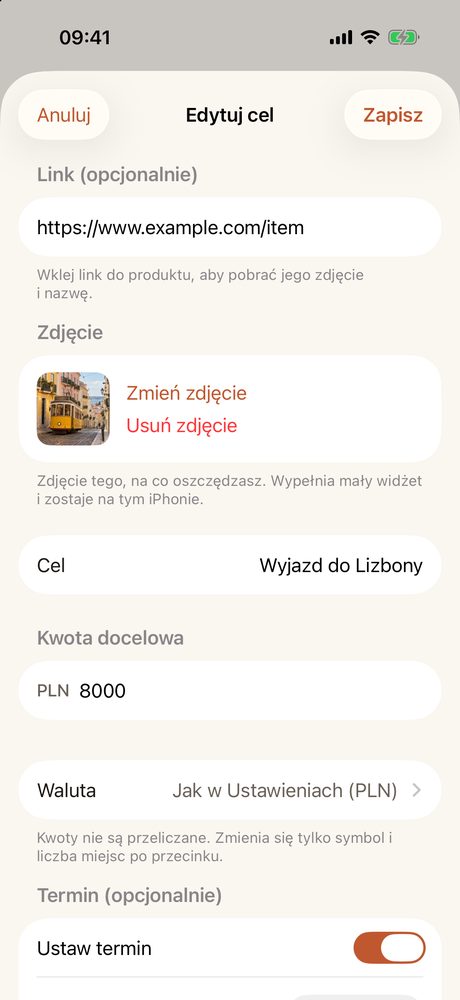 09:41
Anuluj
Edytuj cel
Zapisz
Link (opcjonalnie)
https://www.example.com/item
Wklej link do produktu, aby pobrać jego zdjęcie
i nazwę.
Zdjęcie
Zmień zdjęcie
Usuń zdjęcie
Zdjęcie tego, na co oszczędzasz. Wypełnia mały widżet
i zostaje na tym iPhonie.
Cel
Wyjazd do Lizbony
Kwota docelowa
PLN 8000
Waluta
Jak w Ustawieniach (PLN)
Kwoty nie są przeliczane. Zmienia się tylko symbol i
liczba miejsc po przecinku.
Termin (opcjonalnie)
Ustaw termin